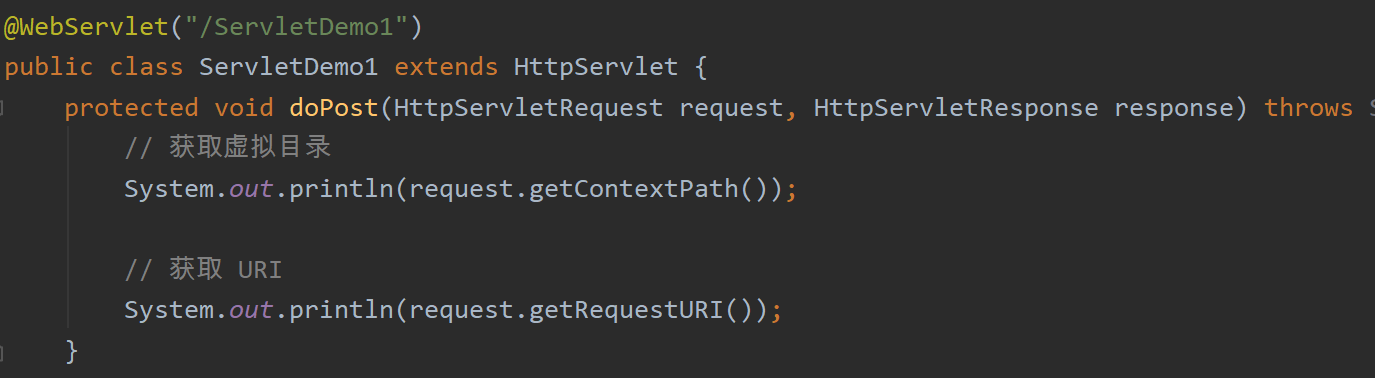 @WebServlet("/ServletDemo1")
public class ServletDemo1 extends HttpServlet {
protected void doPost(HttpServletRequest request, HttpServletResponse response) throws
// 获取虚拟目录
System.out.println(request.getContextPath());
// 获取 URI
System.out.println(request.getRequestURI());
}